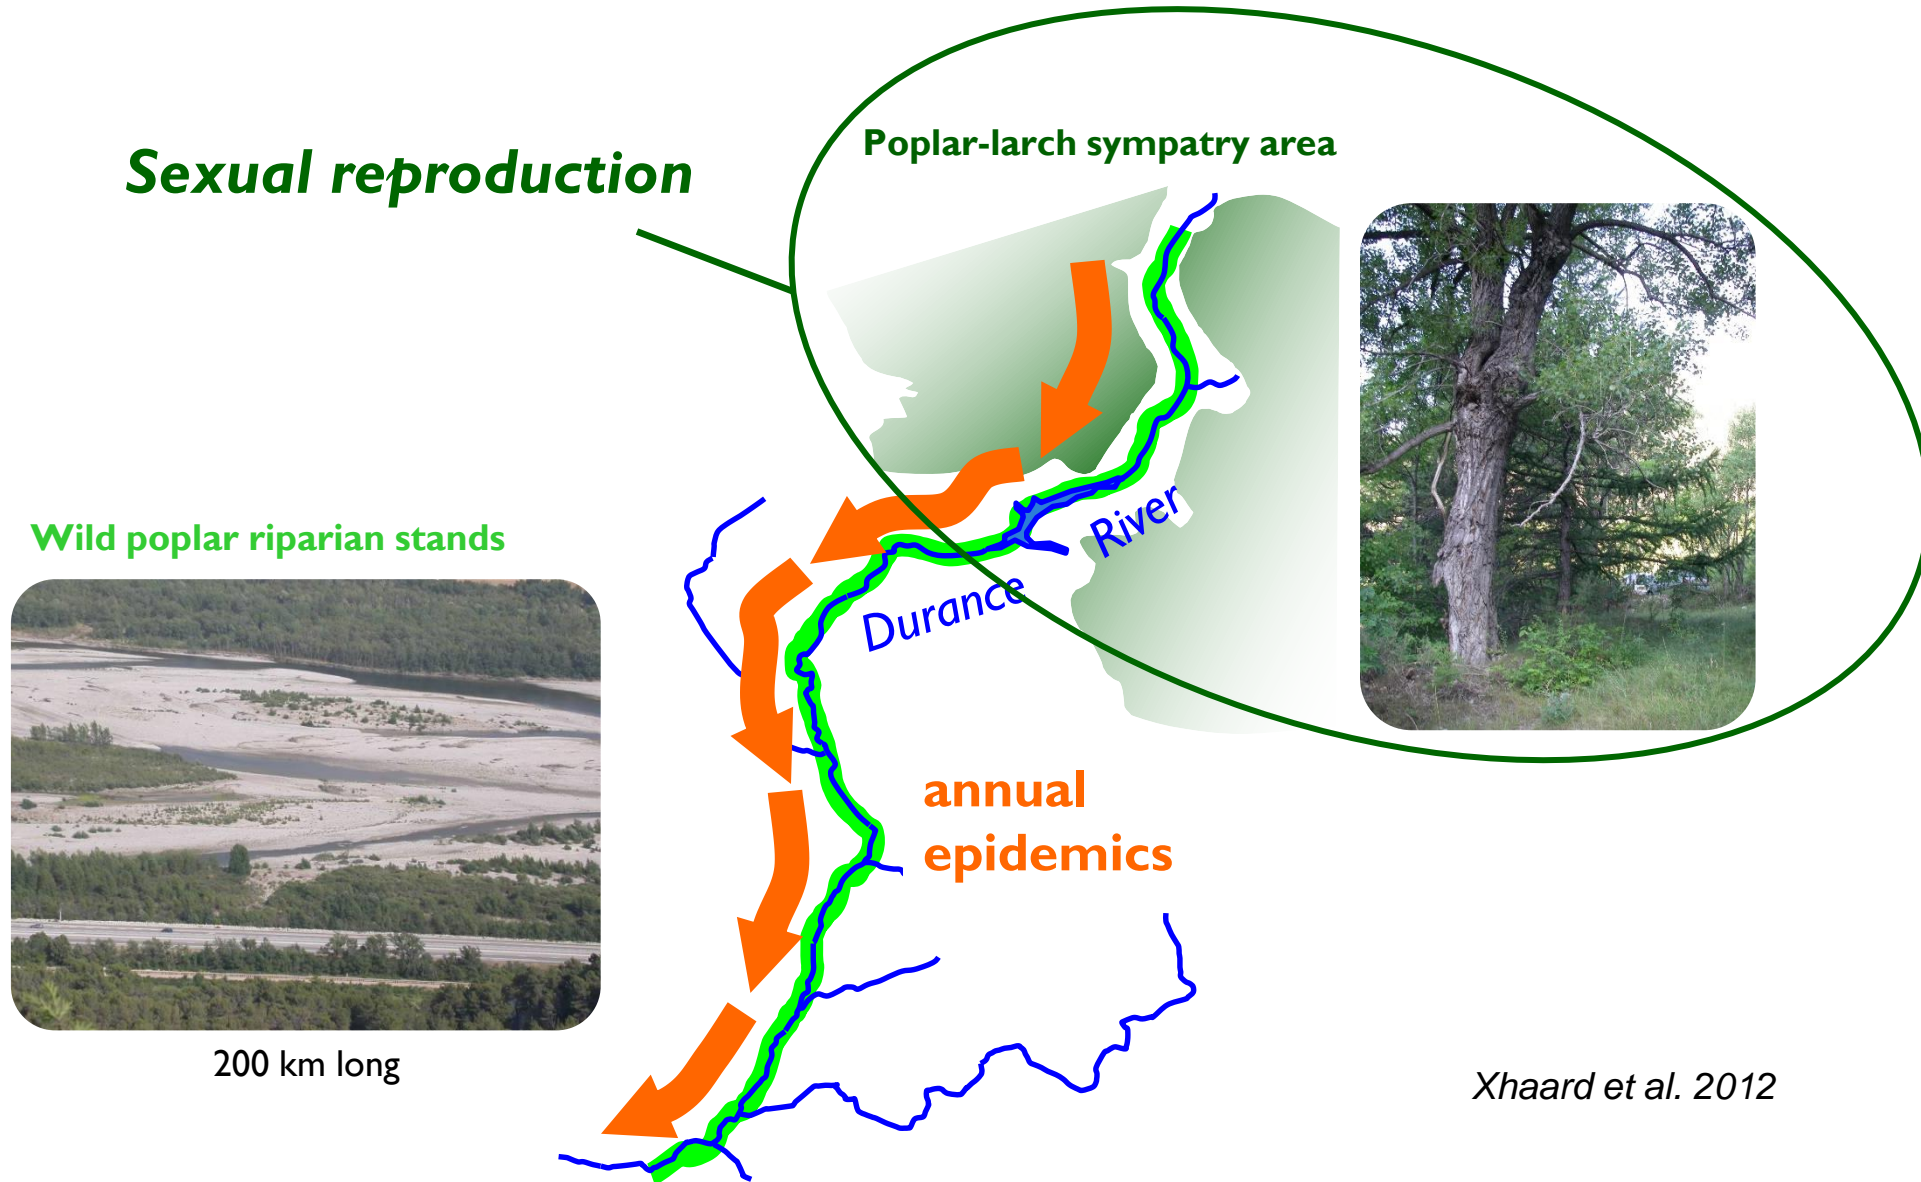 Sexual reproduction
Poplar-larch sympatry area
Wild poplar riparian stands
River
Durance
annual
epidemics
200 km long
Xhaard et al. 2012